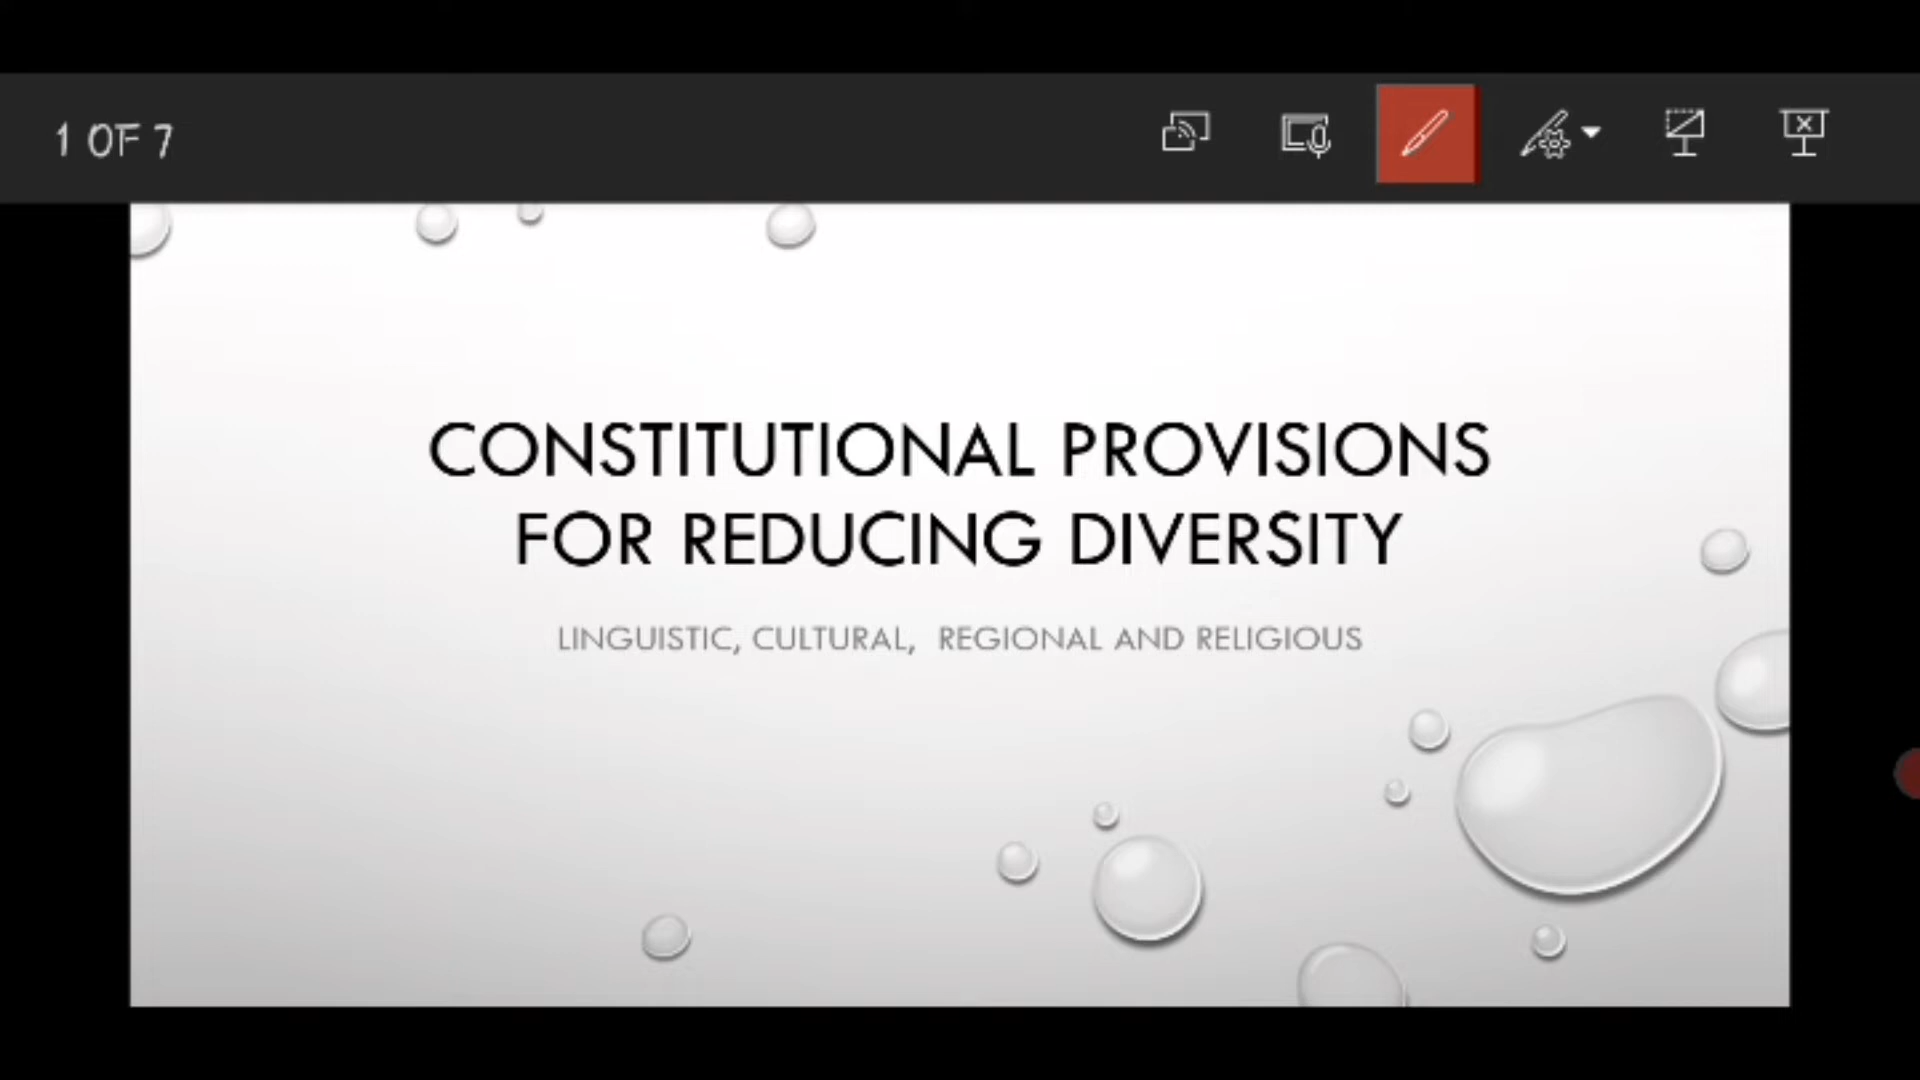 1 OF 7
CONSTITUTIONAL PROVISIONS
FOR REDUCING DIVERSITY
LINGUISTIC, CULTURAL, REGIONAL AND RELIGIOUS